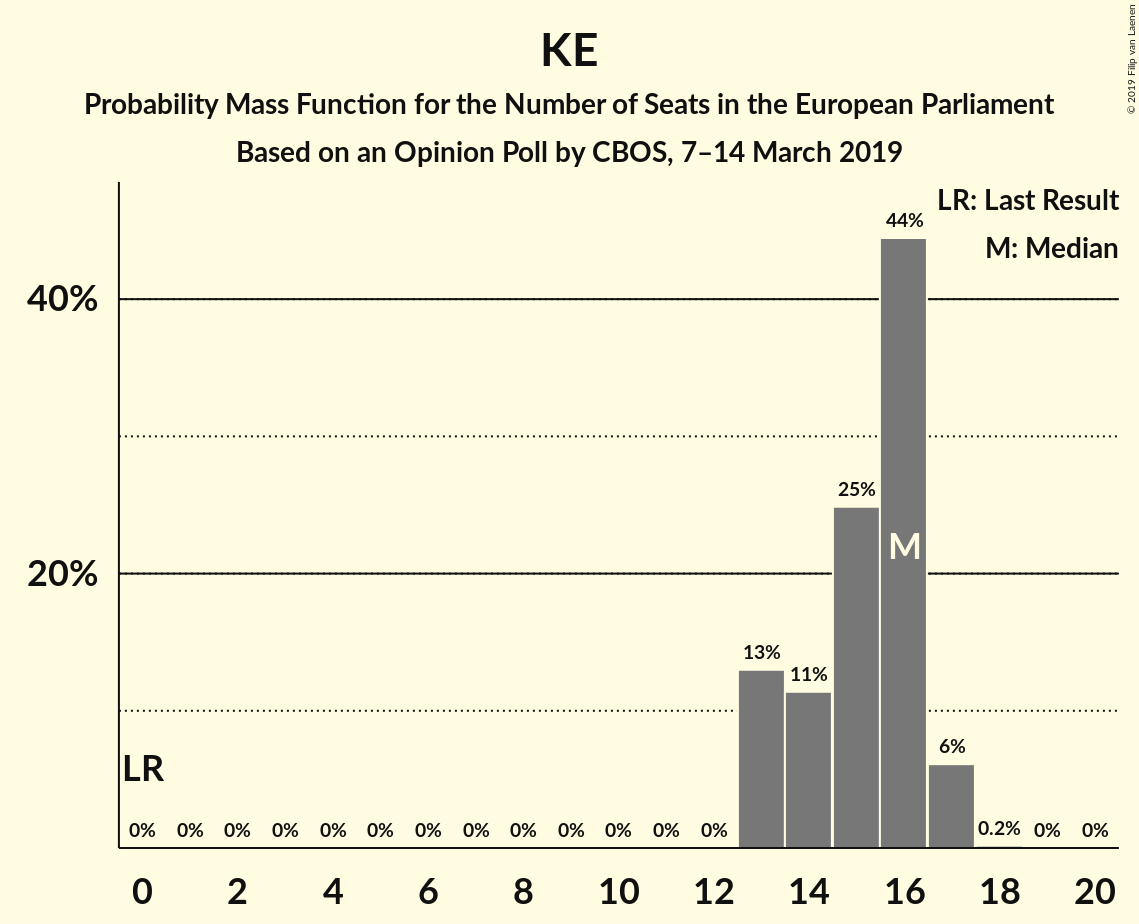 KE
Probability Mass Function for the Number of Seats in the European Parliament
Based on an Opinion Poll by CBOS, 7–14 March 2019
© 2019 Filip van Laenen
LR: Last Result
M: Median
44%
40%
25%
M
20%
13%
11%
6%
LR
0% 0% 0% 0% 0% 0% 0% 0% 0% 0% 0% 0% 0% 0.2% 0% 0%
0 2 4 6 8 10 12 14 16 18 20